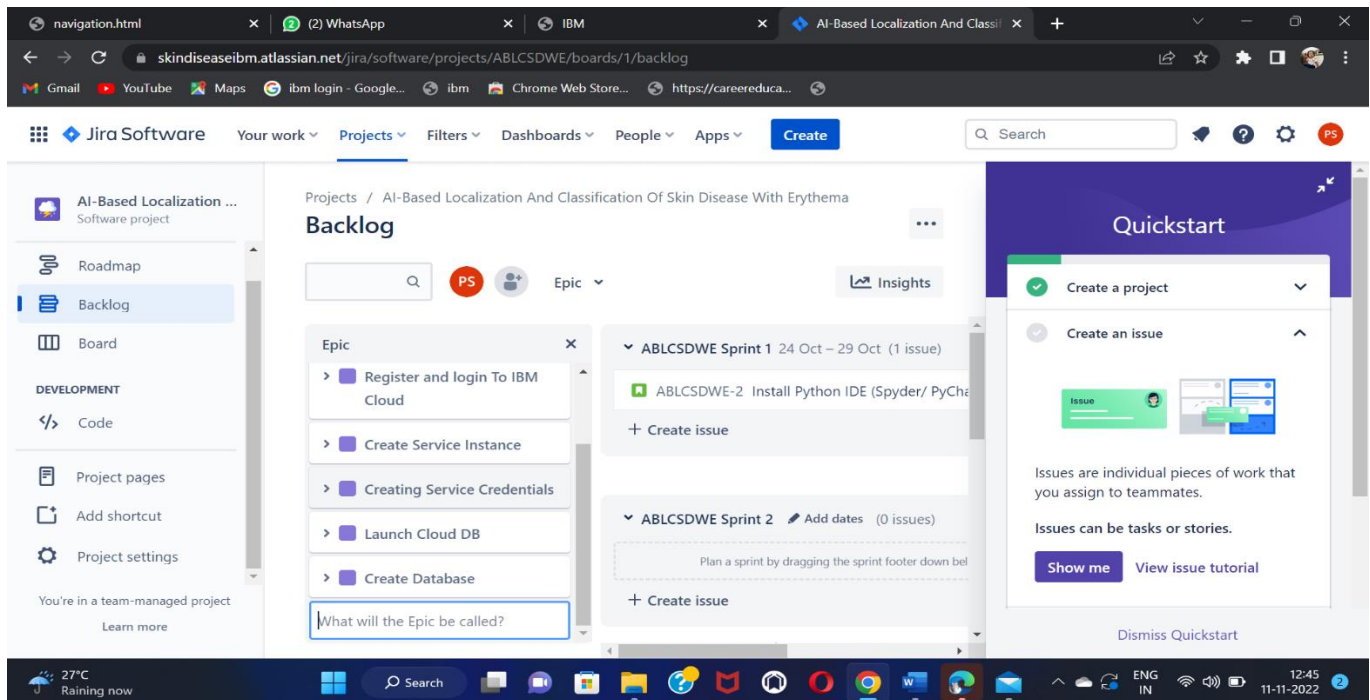 navigation.html
(2) WhatsApp
IBM
AI-Based Localization And Classif
skindiseaseibm.atlassian.net/jira/software/projects/ABLCSDWE/boards/1/backlog
Gmail YouTube Maps ibm login - Google... ibm Chrome Web Store... https://careereduca...
Jira Software Your work Projects Filters Dashboards People Apps Create Search PS
AI-Based Localization ...
Software project
Roadmap
Backlog
Board
DEVELOPMENT
Code
Project pages
Add shortcut
Project settings
You're in a team-managed project
Learn more
Projects / AI-Based Localization And Classification Of Skin Disease With Erythema
Backlog
PS Epic Insights
Epic
Register and login To IBM
Cloud
Create Service Instance
Creating Service Credentials
Launch Cloud DB
Create Database
What will the Epic be called?
ABLCSDWE Sprint 1 24 Oct – 29 Oct (1 issue)
ABLCSDWE-2 Install Python IDE (Spyder/ PyCha
+ Create issue
ABLCSDWE Sprint 2 Add dates (0 issues)
Plan a sprint by dragging the sprint footer down bel
+ Create issue
Quickstart
Create a project
Create an issue
Issue
Issues are individual pieces of work that
you assign to teammates.
Issues can be tasks or stories.
Show me View issue tutorial
Dismiss Quickstart
27°C
Raining now
Search
ENG
IN
12:45
11-11-2022
2